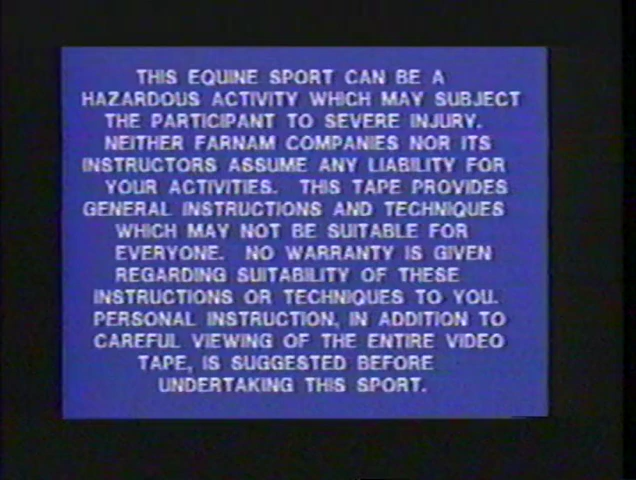 THIS EQUINE SPORT CAN BE A
HAZARDOUS ACTIVITY WHICH MAY SUBJECT
THE PARTICIPANT TO SEVERE INJURY.
NEITHER FARNAM COMPANIES NOR ITS
INSTRUCTORS ASSUME ANY LIABILITY FOR
YOUR ACTIVITIES. THIS TAPE PROVIDES
GENERAL INSTRUCTIONS AND TECHNIQUES
WHICH MAY NOT BE SUITABLE FOR
EVERYONE. NO WARRANTY IS GIVEN
REGARDING SUITABILITY OF THESE
INSTRUCTIONS OR TECHNIQUES TO YOU.
PERSONAL INSTRUCTION, IN ADDITION TO
CAREFUL VIEWING OF THE ENTIRE VIDEO
TAPE, IS SUGGESTED BEFORE
UNDERTAKING THIS SPORT.